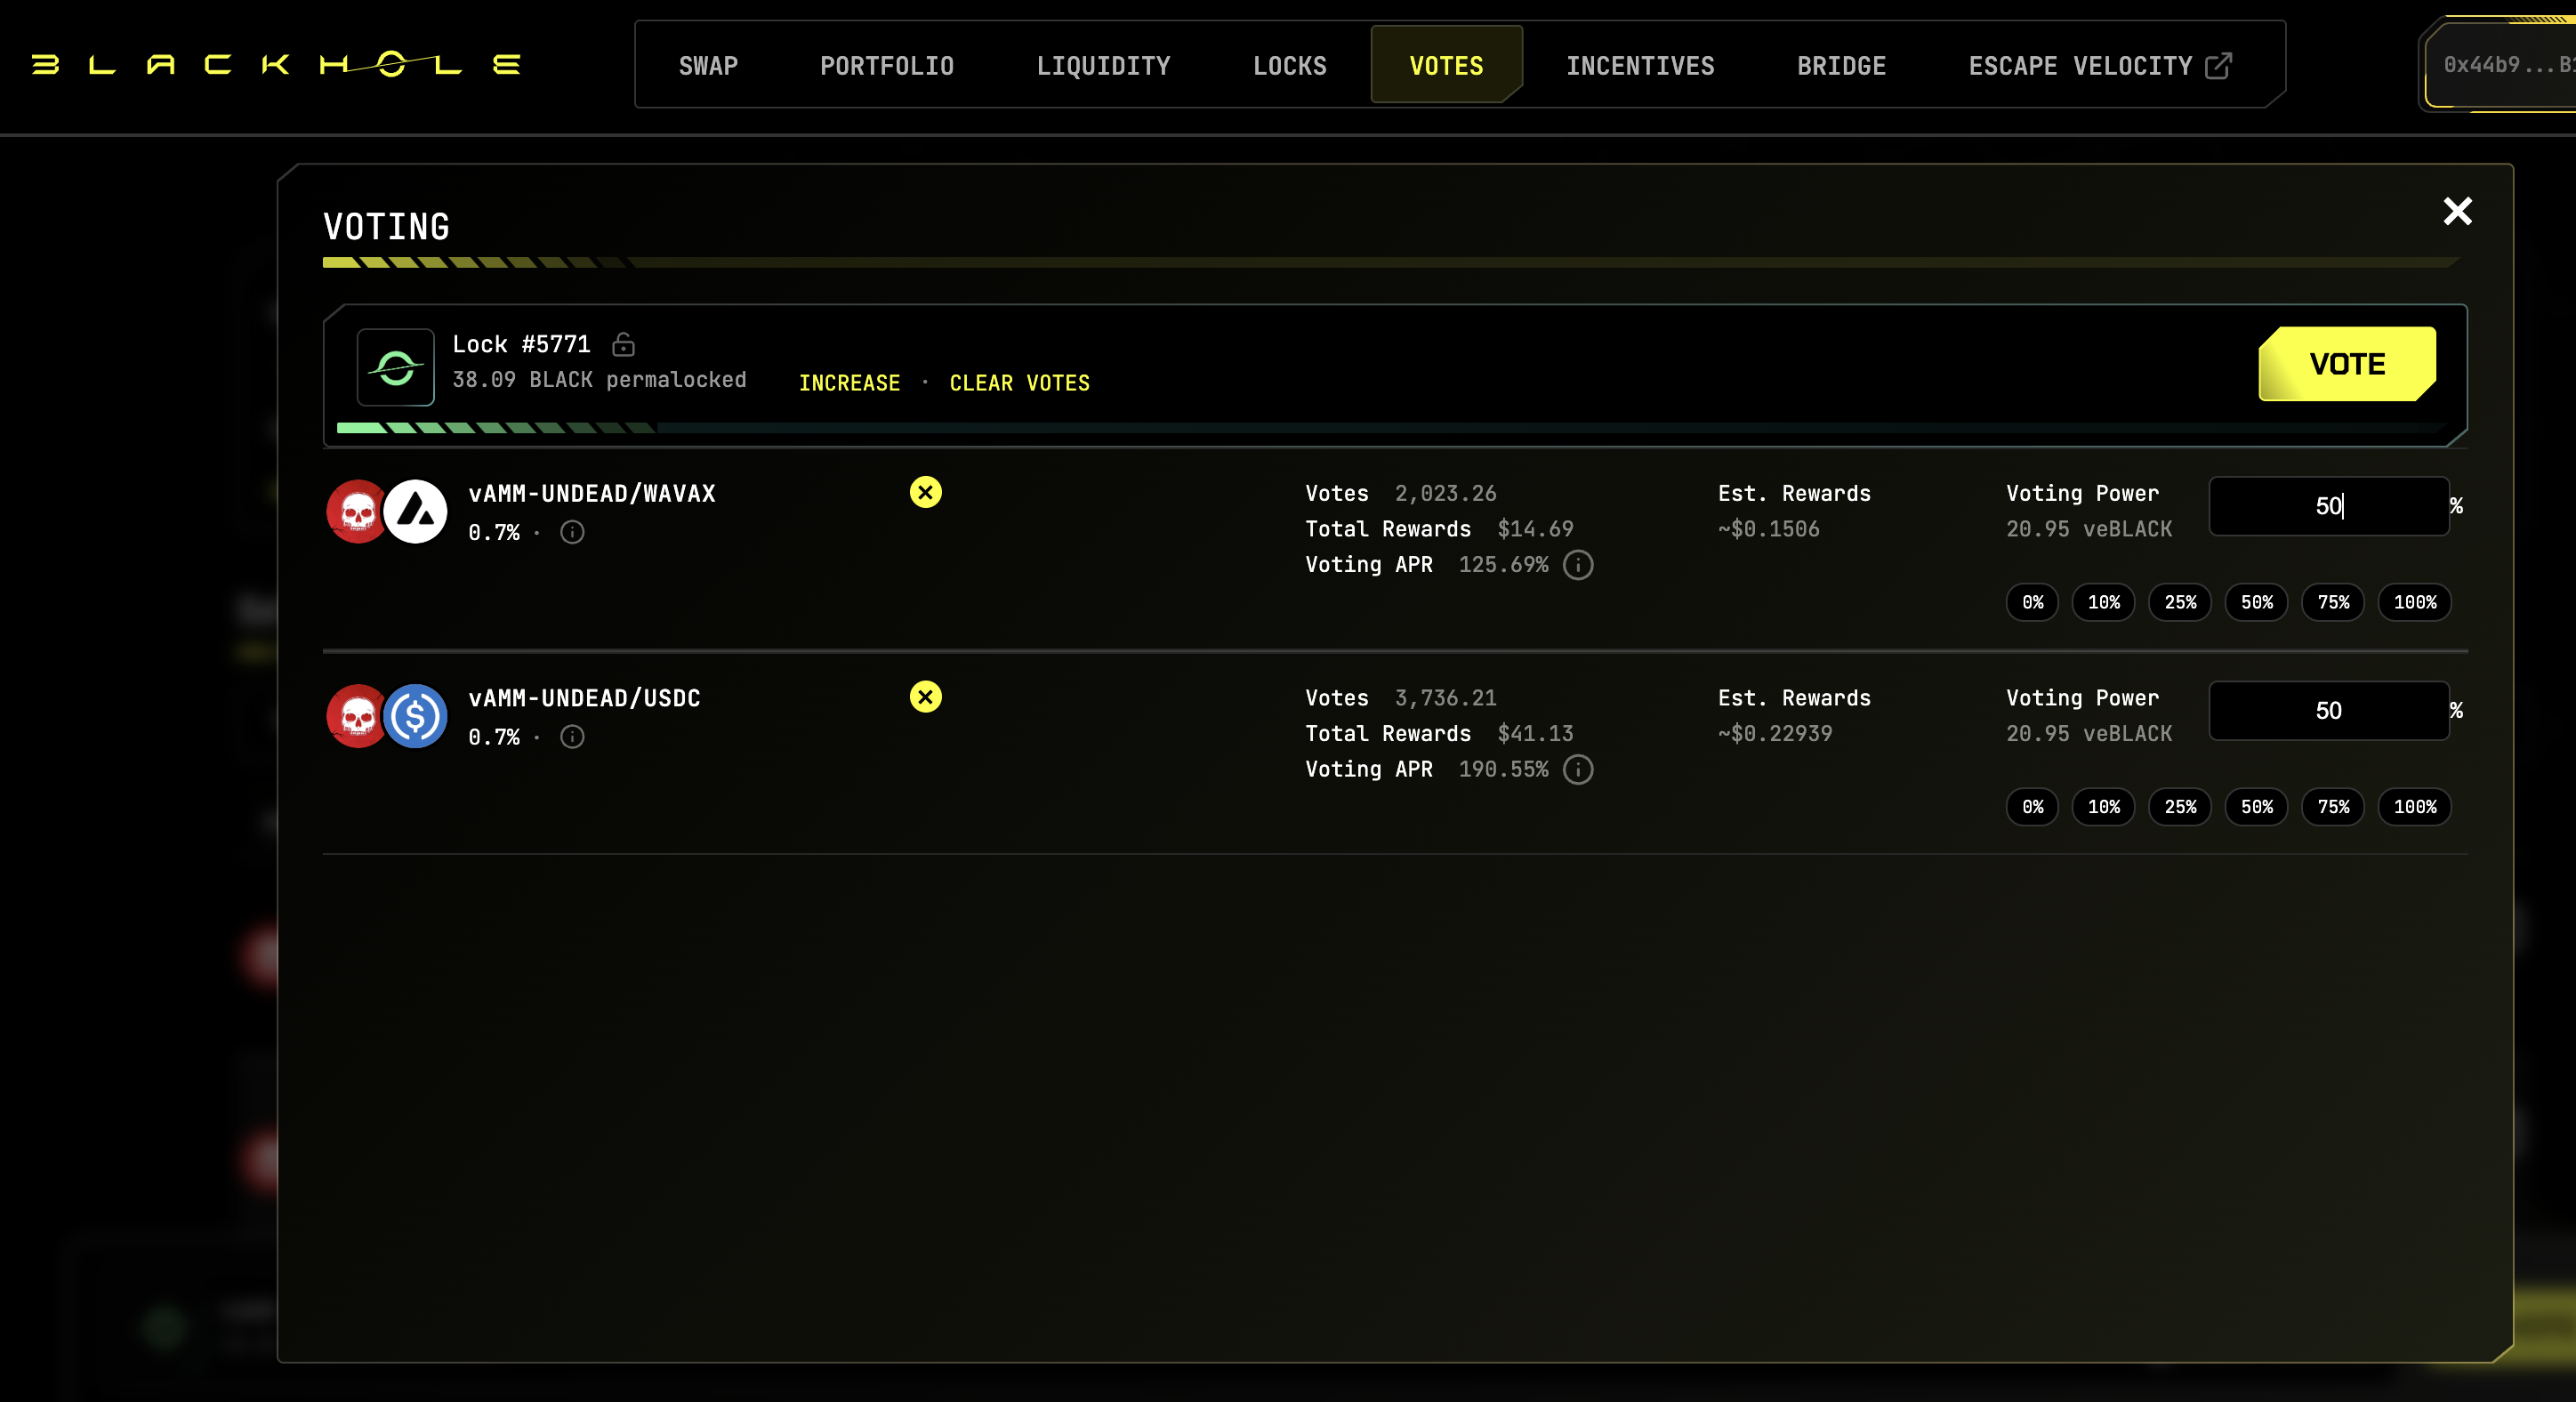 BLACKHOLE
SWAP PORTFOLIO LIQUIDITY LOCKS VOTES INCENTIVES BRIDGE ESCAPE VELOCITY
0x44b9...B
VOTING
Lock #5771
38.09 BLACK permalocked INCREASE · CLEAR VOTES
VOTE
vAMM-UNDEAD/WAVAX
0.7% ·
Votes 2,023.26
Total Rewards $14.69
Voting APR 125.69%
Est. Rewards
~$0.1506
Voting Power
20.95 veBLACK
50 %
0% 10% 25% 50% 75% 100%
vAMM-UNDEAD/USDC
0.7% ·
Votes 3,736.21
Total Rewards $41.13
Voting APR 190.55%
Est. Rewards
~$0.22939
Voting Power
20.95 veBLACK
50 %
0% 10% 25% 50% 75% 100%